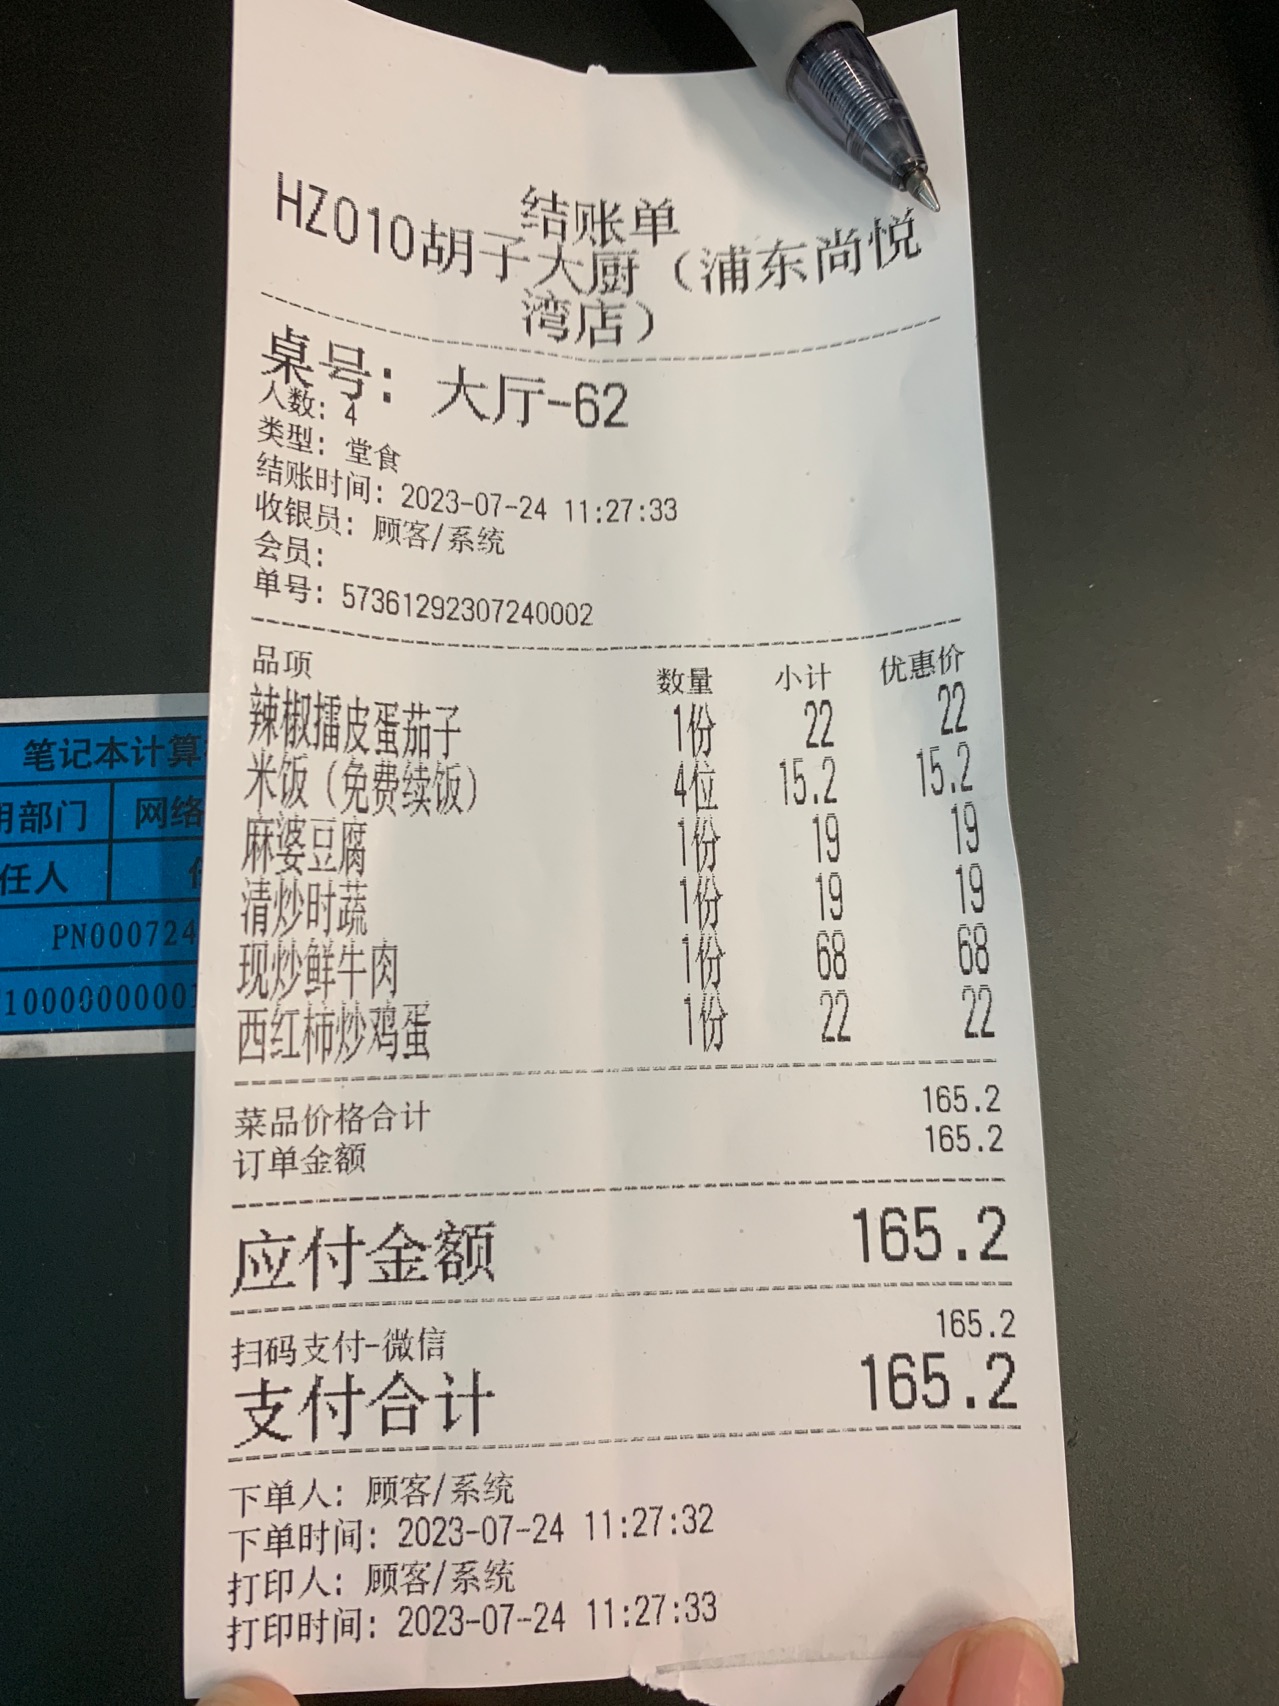 结账单
HZ010胡子大厨（浦东尚悦
湾店）
桌号：大厅-62
人数：4
类型：堂食
结账时间：2023-07-24 11:27:33
收银员：顾客/系统
会员：
单号：57361292307240002
品项 数量 小计 优惠价
辣椒擂皮蛋茄子 1份 22 22
米饭（免费续饭） 4位 15.2 15.2
麻婆豆腐 1份 19 19
清炒时蔬 1份 19 19
现炒鲜牛肉 1份 68 68
西红柿炒鸡蛋 1份 22 22
菜品价格合计 165.2
订单金额 165.2
应付金额 165.2
扫码支付-微信 165.2
支付合计 165.2
下单人：顾客/系统
下单时间：2023-07-24 11:27:32
打印人：顾客/系统
打印时间：2023-07-24 11:27:33
笔记本计算
用部门 网络
任人
PN000724